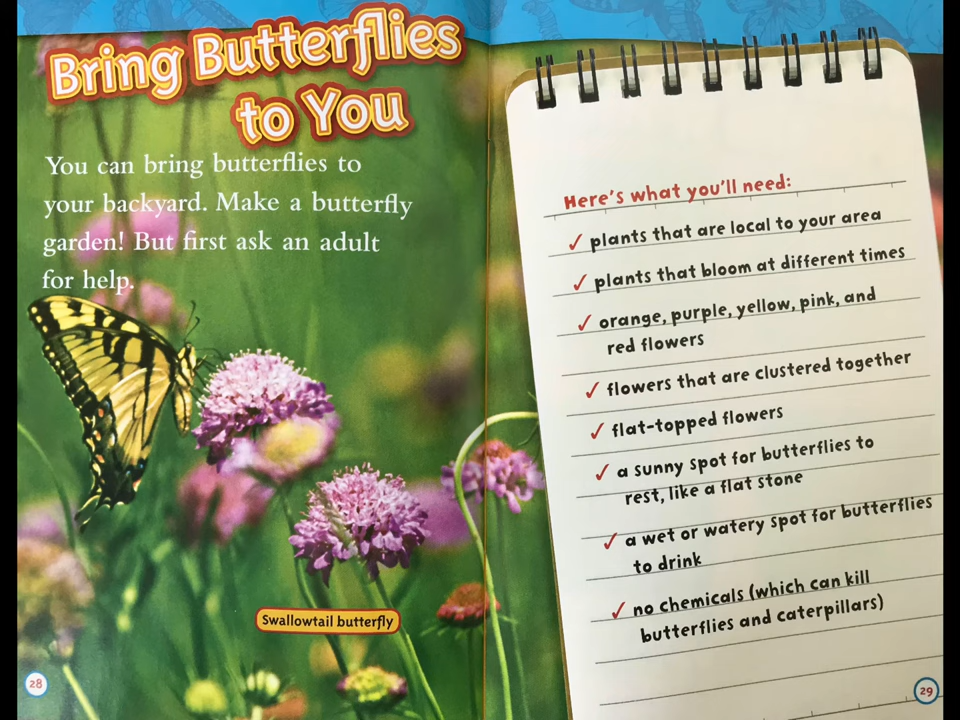 Bring Butterflies
to You
You can bring butterflies to
your backyard. Make a butterfly
garden! But first ask an adult
for help.
Swallowtail butterfly
28
Here's what you'll need:
✓ plants that are local to your area
✓ plants that bloom at different times
✓ orange, purple, yellow, pink, and
red flowers
✓ flowers that are clustered together
✓ flat-topped flowers
✓ a sunny spot for butterflies to
rest, like a flat stone
✓ a wet or watery spot for butterflies
to drink
✓ no chemicals (which can kill
butterflies and caterpillars)
29